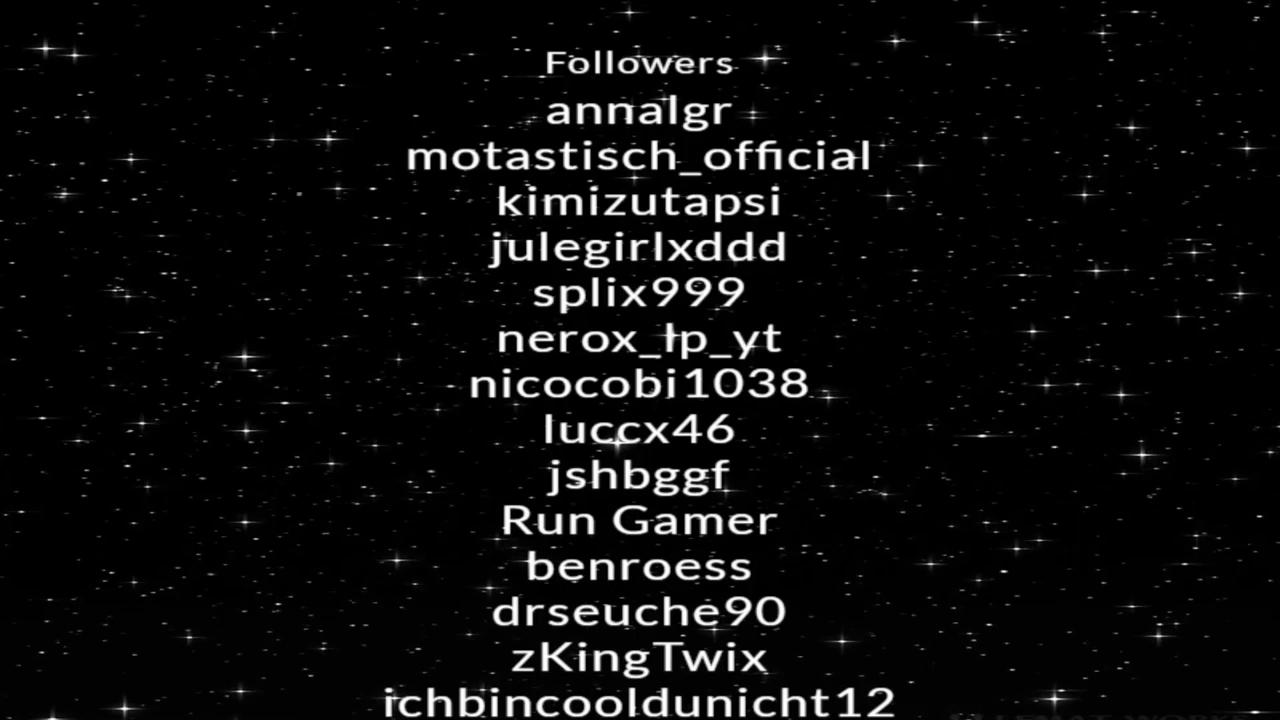 Followers
annalgr
motastisch_official
kimizutapsi
julegirlxddd
splix999
nerox_lp_yt
nicocobi1038
luccx46
jshbggf
Run Gamer
benroess
drseuche90
zKingTwix
ichbincooldunicht12